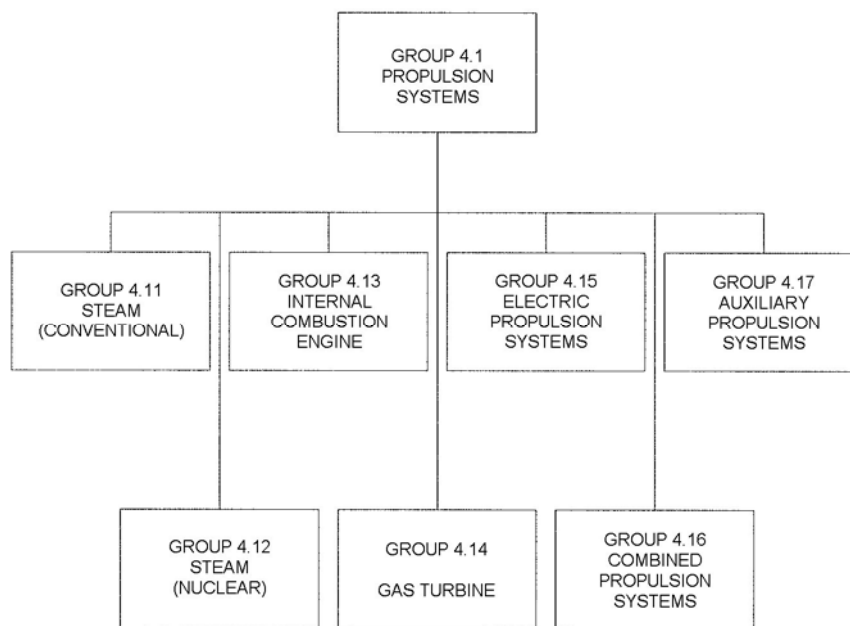 GROUP 4.1
PROPULSION
SYSTEMS
GROUP 4.11
STEAM
(CONVENTIONAL)
GROUP 4.13
INTERNAL
COMBUSTION
ENGINE
GROUP 4.15
ELECTRIC
PROPULSION
SYSTEMS
GROUP 4.17
AUXILIARY
PROPULSION
SYSTEMS
GROUP 4.12
STEAM
(NUCLEAR)
GROUP 4.14
GAS TURBINE
GROUP 4.16
COMBINED
PROPULSION
SYSTEMS